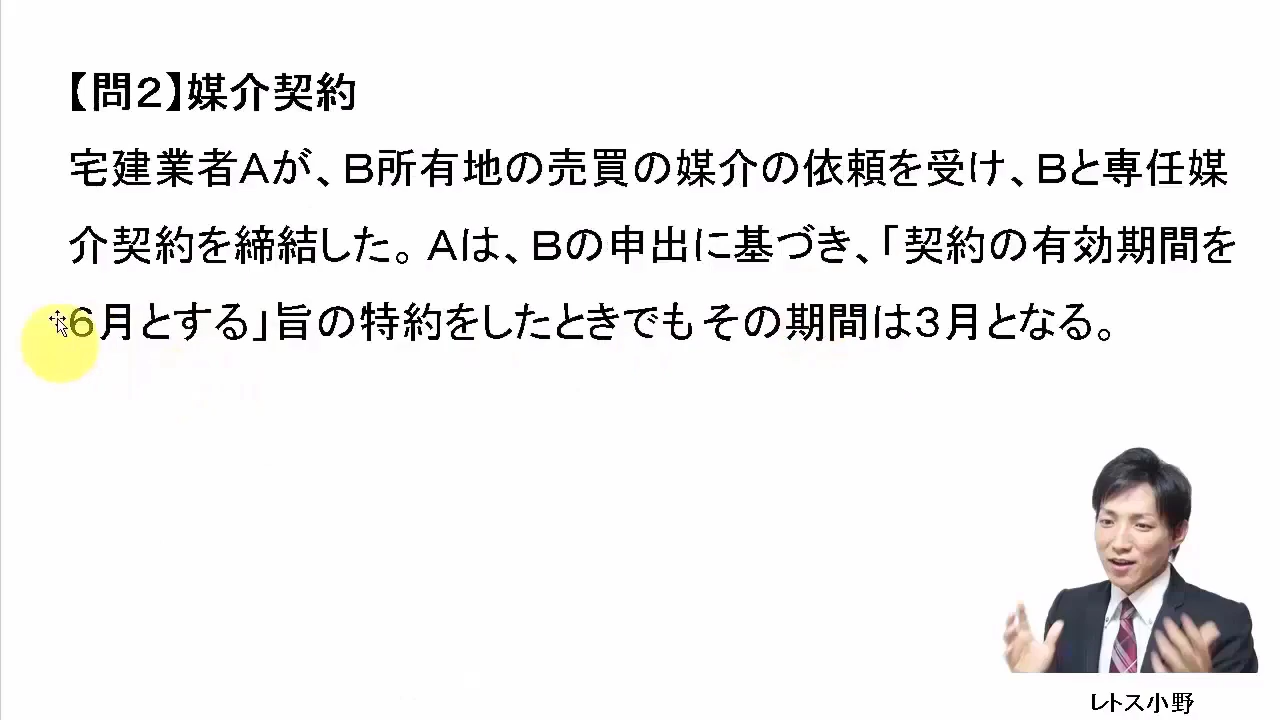 【問２】媒介契約
宅建業者Ａが、Ｂ所有地の売買の媒介の依頼を受け、Ｂと専任媒
介契約を締結した。Ａは、Ｂの申出に基づき、「契約の有効期間を
６月とする」旨の特約をしたときでもその期間は３月となる。
レトス小野